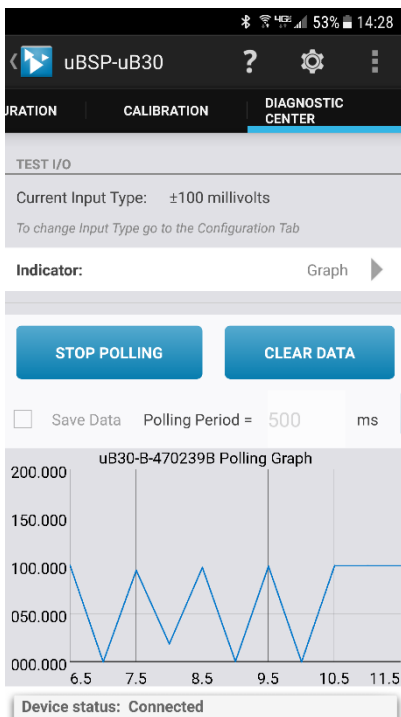 53% 14:28
uBSP-uB30 ?
URATION CALIBRATION DIAGNOSTIC CENTER
TEST I/O
Current Input Type: ±100 millivolts
To change Input Type go to the Configuration Tab
Indicator: Graph
STOP POLLING CLEAR DATA
Save Data Polling Period = 500 ms
uB30-B-470239B Polling Graph
200.000
150.000
100.000
050.000
000.000
6.5 7.5 8.5 9.5 10.5 11.5
Device status: Connected